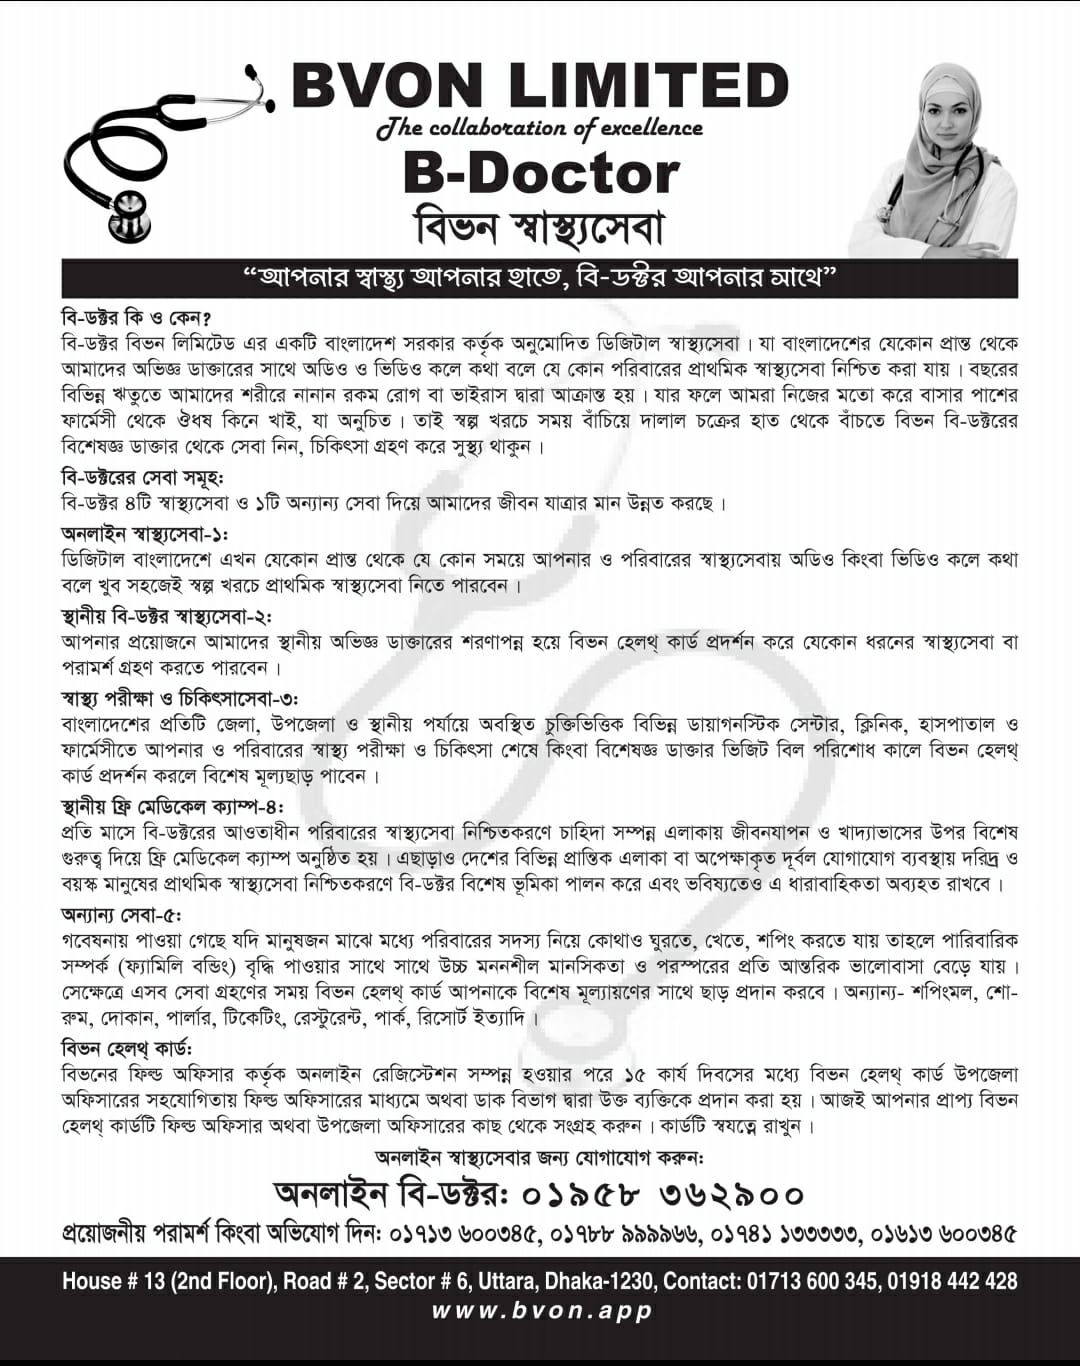 BVON LIMITED
The collaboration of excellence
B-Doctor
বিভন স্বাস্থ্যসেবা
“আপনার স্বাস্থ্য আপনার হাতে, বি-ডক্টর আপনার সাথে”
বি-ডক্টর কি ও কেন?
বি-ডক্টর বিভন লিমিটেড এর একটি বাংলাদেশ সরকার কর্তৃক অনুমোদিত ডিজিটাল স্বাস্থ্যসেবা। যা বাংলাদেশের যেকোন প্রান্ত থেকে
আমাদের অভিজ্ঞ ডাক্তারের সাথে অডিও ও ভিডিও কলে কথা বলে যে কোন পরিবারের প্রাথমিক স্বাস্থ্যসেবা নিশ্চিত করা যায়। বছরের
বিভিন্ন ঋতুতে আমাদের শরীরে নানান রকম রোগ বা ভাইরাস দ্বারা আক্রান্ত হয়। যার ফলে আমরা নিজের মতো করে বাসার পাশের
ফার্মেসী থেকে ঔষধ কিনে খাই, যা অনুচিত। তাই স্বল্প খরচে সময় বাঁচিয়ে দালাল চক্রের হাত থেকে বাঁচতে বিভন বি-ডক্টরের
বিশেষজ্ঞ ডাক্তার থেকে সেবা নিন, চিকিৎসা গ্রহণ করে সুস্থ থাকুন।
বি-ডক্টরের সেবা সমূহ:
বি-ডক্টর ৪টি স্বাস্থ্যসেবা ও ১টি অন্যান্য সেবা দিয়ে আমাদের জীবন যাত্রার মান উন্নত করছে।
অনলাইন স্বাস্থ্যসেবা-১:
ডিজিটাল বাংলাদেশে এখন যেকোন প্রান্ত থেকে যে কোন সময়ে আপনার ও পরিবারের স্বাস্থ্যসেবায় অডিও কিংবা ভিডিও কলে কথা
বলে খুব সহজেই স্বল্প খরচে প্রাথমিক স্বাস্থ্যসেবা নিতে পারবেন।
স্থানীয় বি-ডক্টর স্বাস্থ্যসেবা-২:
আপনার প্রয়োজনে আমাদের স্থানীয় অভিজ্ঞ ডাক্তারের শরণাপন্ন হয়ে বিভন হেলথ্ কার্ড প্রদর্শন করে যেকোন ধরনের স্বাস্থ্যসেবা বা
পরামর্শ গ্রহণ করতে পারবেন।
স্বাস্থ্য পরীক্ষা ও চিকিৎসাসেবা-৩:
বাংলাদেশের প্রতিটি জেলা, উপজেলা ও স্থানীয় পর্যায়ে অবস্থিত চুক্তিভিত্তিক বিভিন্ন ডায়াগনস্টিক সেন্টার, ক্লিনিক, হাসপাতাল ও
ফার্মেসীতে আপনার ও পরিবারের স্বাস্থ্য পরীক্ষা ও চিকিৎসা শেষে কিংবা বিশেষজ্ঞ ডাক্তার ভিজিট বিল পরিশোধ কালে বিভন হেলথ্
কার্ড প্রদর্শন করলে বিশেষ মূল্যছাড় পাবেন।
স্থানীয় ফ্রি মেডিকেল ক্যাম্প-৪:
প্রতি মাসে বি-ডক্টরের আওতাধীন পরিবারের স্বাস্থ্যসেবা নিশ্চিতকরণে চাহিদা সম্পন্ন এলাকায় জীবনযাপন ও খাদ্যাভাসের উপর বিশেষ
গুরুত্ব দিয়ে ফ্রি মেডিকেল ক্যাম্প অনুষ্ঠিত হয়। এছাড়াও দেশের বিভিন্ন প্রান্তিক এলাকা বা অপেক্ষাকৃত দূর্বল যোগাযোগ ব্যবস্থায় দরিদ্র ও
বয়স্ক মানুষের প্রাথমিক স্বাস্থ্যসেবা নিশ্চিতকরণে বি-ডক্টর বিশেষ ভূমিকা পালন করে এবং ভবিষ্যতেও এ ধারাবাহিকতা অব্যহত রাখবে।
অন্যান্য সেবা-৫:
গবেষনায় পাওয়া গেছে যদি মানুষজন মাঝে মধ্যে পরিবারের সদস্য নিয়ে কোথাও ঘুরতে, খেতে, শপিং করতে যায় তাহলে পারিবারিক
সম্পর্ক (ফ্যামিলি বন্ডিং) বৃদ্ধি পাওয়ার সাথে সাথে উচ্চ মননশীল মানসিকতা ও পরস্পরের প্রতি আন্তরিক ভালোবাসা বেড়ে যায়।
সেক্ষেত্রে এসব সেবা গ্রহণের সময় বিভন হেলথ্ কার্ড আপনাকে বিশেষ মূল্যায়ণের সাথে ছাড় প্রদান করবে। অন্যান্য- শপিংমল, শো-
রুম, দোকান, পার্লার, টিকেটিং, রেস্টুরেন্ট, পার্ক, রিসোর্ট ইত্যাদি।
বিভন হেলথ্ কার্ড:
বিভনের ফিল্ড অফিসার কর্তৃক অনলাইন রেজিস্টেশন সম্পন্ন হওয়ার পরে ১৫ কার্য দিবসের মধ্যে বিভন হেলথ্ কার্ড উপজেলা
অফিসারের সহযোগিতায় ফিল্ড অফিসারের মাধ্যমে অথবা ডাক বিভাগ দ্বারা উক্ত ব্যক্তিকে প্রদান করা হয়। আজই আপনার প্রাপ্য বিভন
হেলথ্ কার্ডটি ফিল্ড অফিসার অথবা উপজেলা অফিসারের কাছ থেকে সংগ্রহ করুন। কার্ডটি স্বযত্নে রাখুন।
অনলাইন স্বাস্থ্যসেবার জন্য যোগাযোগ করুন:
অনলাইন বি-ডক্টর: ০১৯৫৮ ৩৬২৯০০
প্রয়োজনীয় পরামর্শ কিংবা অভিযোগ দিন: ০১৭১৩ ৬০০৩৪৫, ০১৭৮৮ ৯৯৯৯৬৬, ০১৭৪১ ১৩৩৩৩৩, ০১৬১৩ ৬০০৩৪৫
House # 13 (2nd Floor), Road # 2, Sector # 6, Uttara, Dhaka-1230, Contact: 01713 600 345, 01918 442 428
www.bvon.app